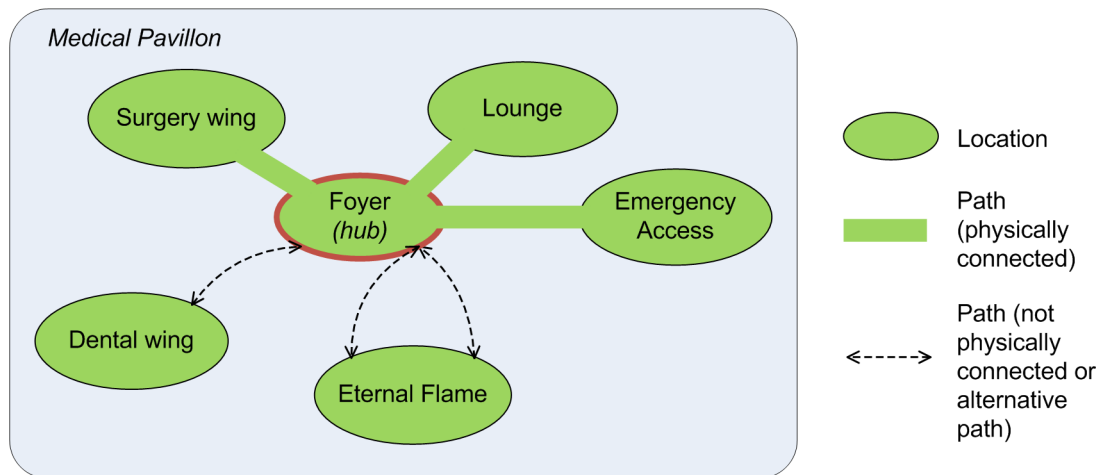 Medical Pavillon
Surgery wing
Lounge
Foyer
(hub)
Emergency
Access
Dental wing
Eternal Flame
Location
Path
(physically
connected)
Path (not
physically
connected or
alternative
path)